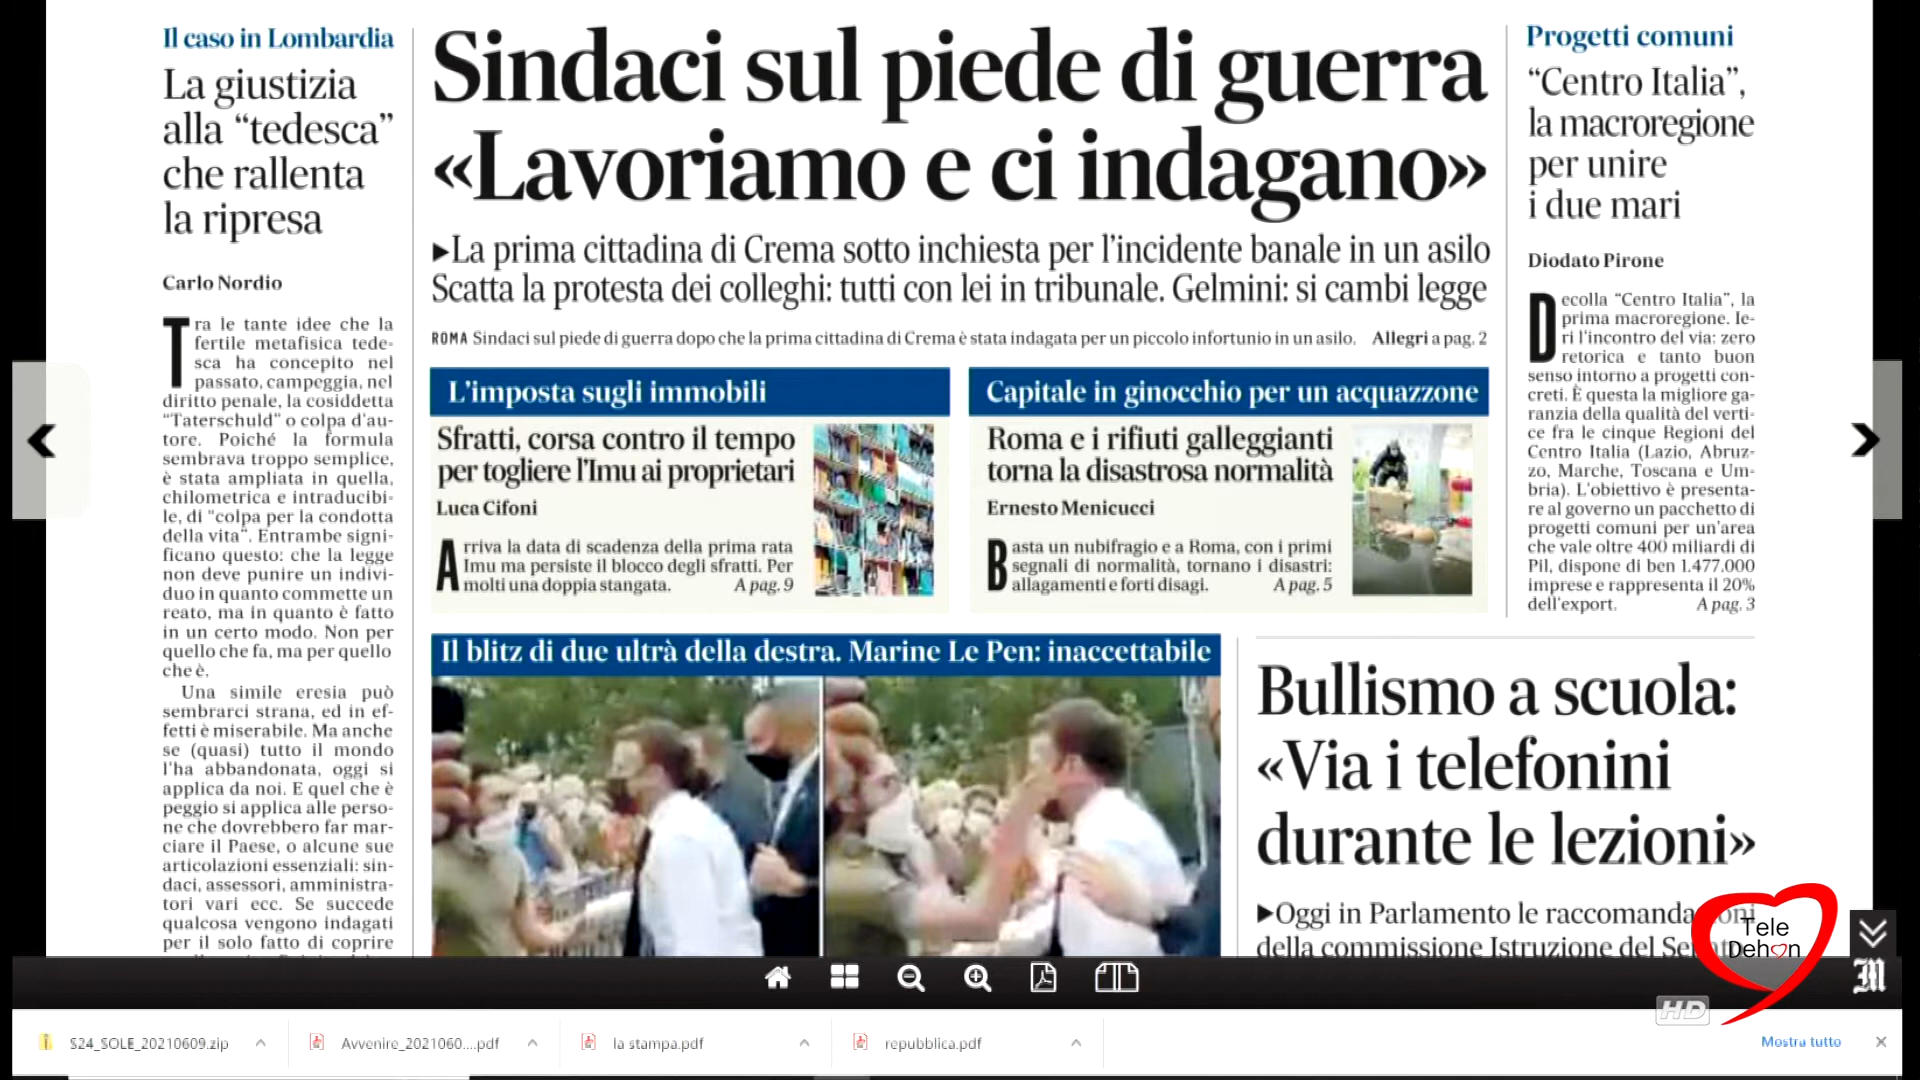 Il caso in Lombardia
La giustizia
alla “tedesca”
che rallenta
la ripresa
Carlo Nordio
Tra le tante idee che la
fertile metafisica tede-
sca ha concepito nel
passato, campeggia, nel
diritto penale, la cosiddetta
“Taterschuld” o colpa d'au-
tore. Poiché la formula
sembrava troppo semplice,
è stata ampliata in quella,
chilometrica e intraducibi-
le, di "colpa per la condotta
della vita". Entrambe signi-
ficano questo: che la legge
non deve punire un indivi-
duo in quanto commette un
reato, ma in quanto è fatto
in un certo modo. Non per
quello che fa, ma per quello
che è.
Una simile eresia può
sembrarci strana, ed in ef-
fetti è miserabile. Ma anche
se (quasi) tutto il mondo
l'ha abbandonata, oggi si
applica da noi. E quel che è
peggio si applica alle perso-
ne che dovrebbero far mar-
ciare il Paese, o alcune sue
articolazioni essenziali: sin-
daci, assessori, amministra-
tori vari ecc. Se succede
qualcosa vengono indagati
per il solo fatto di coprire
Sindaci sul piede di guerra
«Lavoriamo e ci indagano»
►La prima cittadina di Crema sotto inchiesta per l’incidente banale in un asilo
Scatta la protesta dei colleghi: tutti con lei in tribunale. Gelmini: si cambi legge
ROMA Sindaci sul piede di guerra dopo che la prima cittadina di Crema è stata indagata per un piccolo infortunio in un asilo. Allegri a pag. 2
L’imposta sugli immobili
Sfratti, corsa contro il tempo
per togliere l’Imu ai proprietari
Luca Cifoni
Arriva la data di scadenza della prima rata
Imu ma persiste il blocco degli sfratti. Per
molti una doppia stangata. A pag. 9
Capitale in ginocchio per un acquazzone
Roma e i rifiuti galleggianti
torna la disastrosa normalità
Ernesto Menicucci
Basta un nubifragio e a Roma, con i primi
segnali di normalità, tornano i disastri:
allagamenti e forti disagi. A pag. 5
Progetti comuni
“Centro Italia”,
la macroregione
per unire
i due mari
Diodato Pirone
Decolla “Centro Italia”, la
prima macroregione. Ie-
ri l'incontro del via: zero
retorica e tanto buon
senso intorno a progetti con-
creti. È questa la migliore ga-
ranzia della qualità del verti-
ce fra le cinque Regioni del
Centro Italia (Lazio, Abruz-
zo, Marche, Toscana e Um-
bria). L'obiettivo è presenta-
re al governo un pacchetto di
progetti comuni per un'area
che vale oltre 400 miliardi di
Pil, dispone di ben 1.477.000
imprese e rappresenta il 20%
dell'export. A pag. 3
Il blitz di due ultrà della destra. Marine Le Pen: inaccettabile
Bullismo a scuola:
«Via i telefonini
durante le lezioni»
►Oggi in Parlamento le raccomandazioni
della commissione Istruzione del Senato
Tele
Dehon
HD
M
S24_SOLE_20210609.zip
Avvenire_2021060....pdf
la stampa.pdf
repubblica.pdf
Mostra tutto